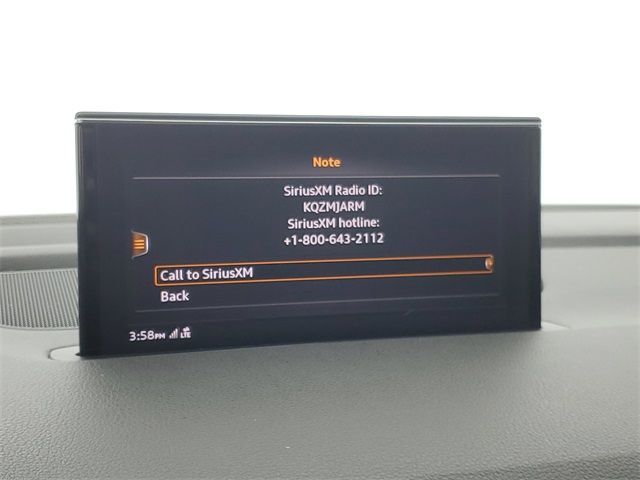 Note
SiriusXM Radio ID:
KQZMJARM
SiriusXM hotline:
+1-800-643-2112
Call to SiriusXM
Back
3:58PM LTE